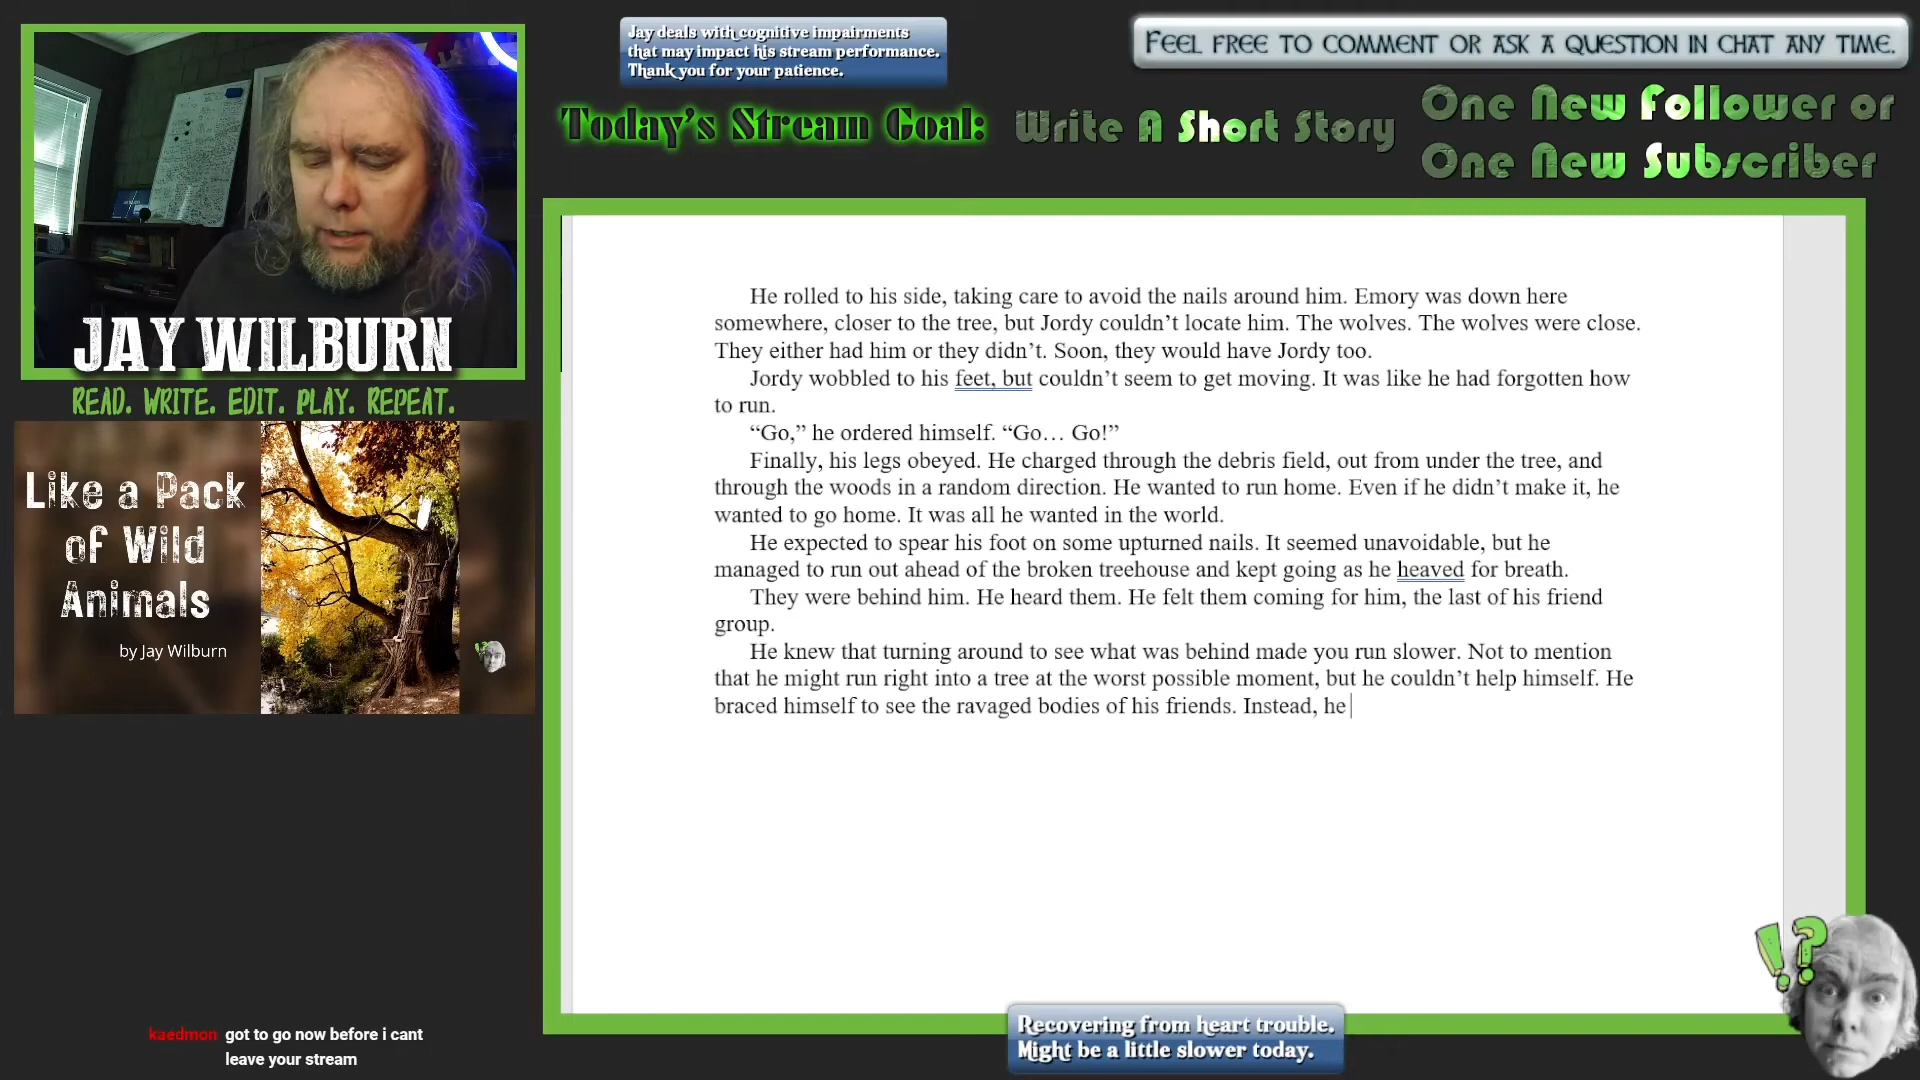 Jay deals with cognitive impairments
that may impact his stream performance.
Thank you for your patience.
FEEL FREE TO COMMENT OR ASK A QUESTION IN CHAT ANY TIME.
Today's Stream Goal:
Write A Short Story
One New Follower or
One New Subscriber
JAY WILBURN
READ. WRITE. EDIT. PLAY. REPEAT.
Like a Pack
of Wild
Animals
by Jay Wilburn
!?
He rolled to his side, taking care to avoid the nails around him. Emory was down here
somewhere, closer to the tree, but Jordy couldn’t locate him. The wolves. The wolves were close.
They either had him or they didn’t. Soon, they would have Jordy too.
Jordy wobbled to his feet, but couldn’t seem to get moving. It was like he had forgotten how
to run.
“Go,” he ordered himself. “Go… Go!”
Finally, his legs obeyed. He charged through the debris field, out from under the tree, and
through the woods in a random direction. He wanted to run home. Even if he didn’t make it, he
wanted to go home. It was all he wanted in the world.
He expected to spear his foot on some upturned nails. It seemed unavoidable, but he
managed to run out ahead of the broken treehouse and kept going as he heaved for breath.
They were behind him. He heard them. He felt them coming for him, the last of his friend
group.
He knew that turning around to see what was behind made you run slower. Not to mention
that he might run right into a tree at the worst possible moment, but he couldn’t help himself. He
braced himself to see the ravaged bodies of his friends. Instead, he
!?
kaedmon got to go now before i cant
leave your stream
Recovering from heart trouble.
Might be a little slower today.